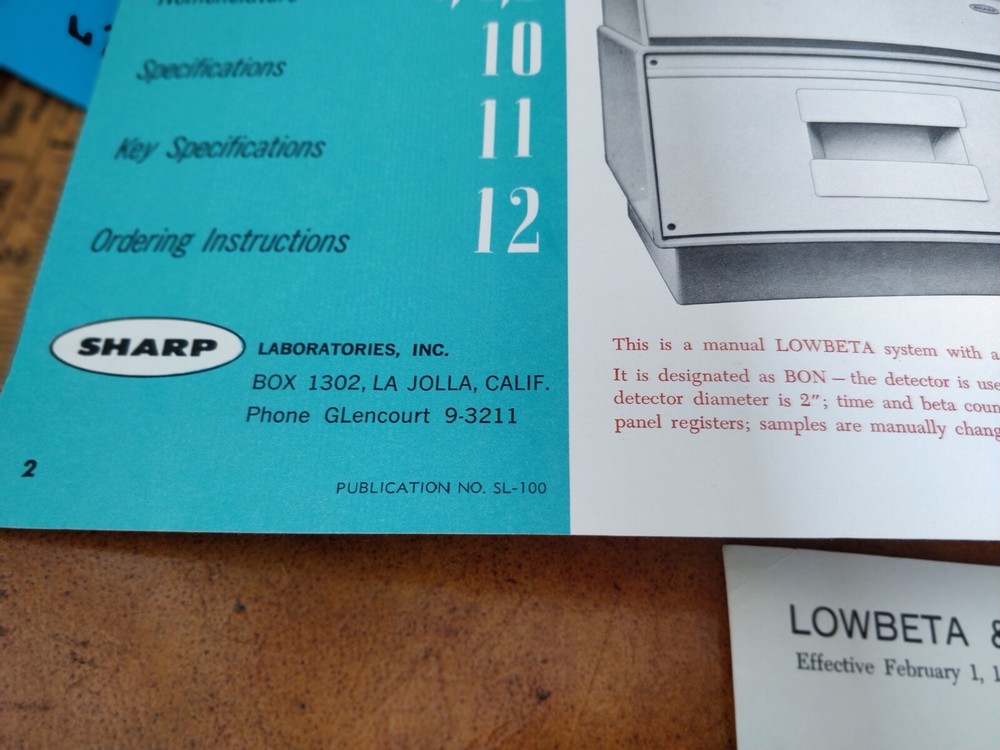 Nomenclature
Specifications 10
Key Specifications 11
Ordering Instructions 12
SHARP LABORATORIES, INC.
BOX 1302, LA JOLLA, CALIF.
Phone GLencourt 9-3211
2
PUBLICATION NO. SL-100
SHARP
This is a manual LOWBETA system with a
It is designated as BON — the detector is use
detector diameter is 2″; time and beta coun
panel registers; samples are manually chang
LOWBETA &
Effective February 1, 1